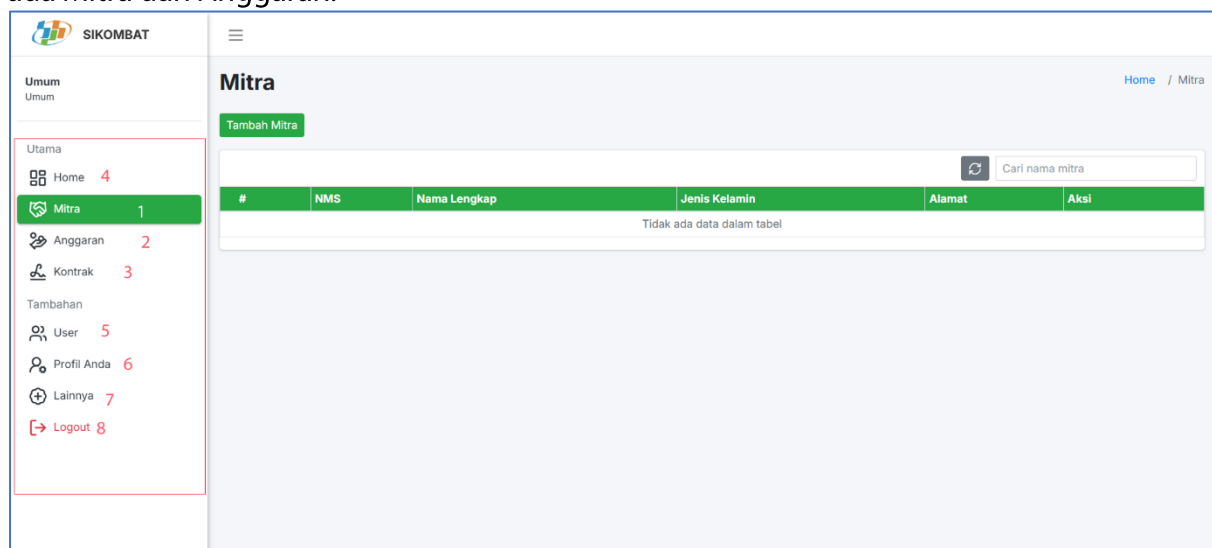 ada mitra dan Anggaran.
SIKOMBAT
Umum
Umum
Utama
Home 4
Mitra 1
Anggaran 2
Kontrak 3
Tambahan
User 5
Profil Anda 6
Lainnya 7
Logout 8
Mitra
Home / Mitra
Tambah Mitra
Cari nama mitra
# NMS Nama Lengkap Jenis Kelamin Alamat Aksi
Tidak ada data dalam tabel